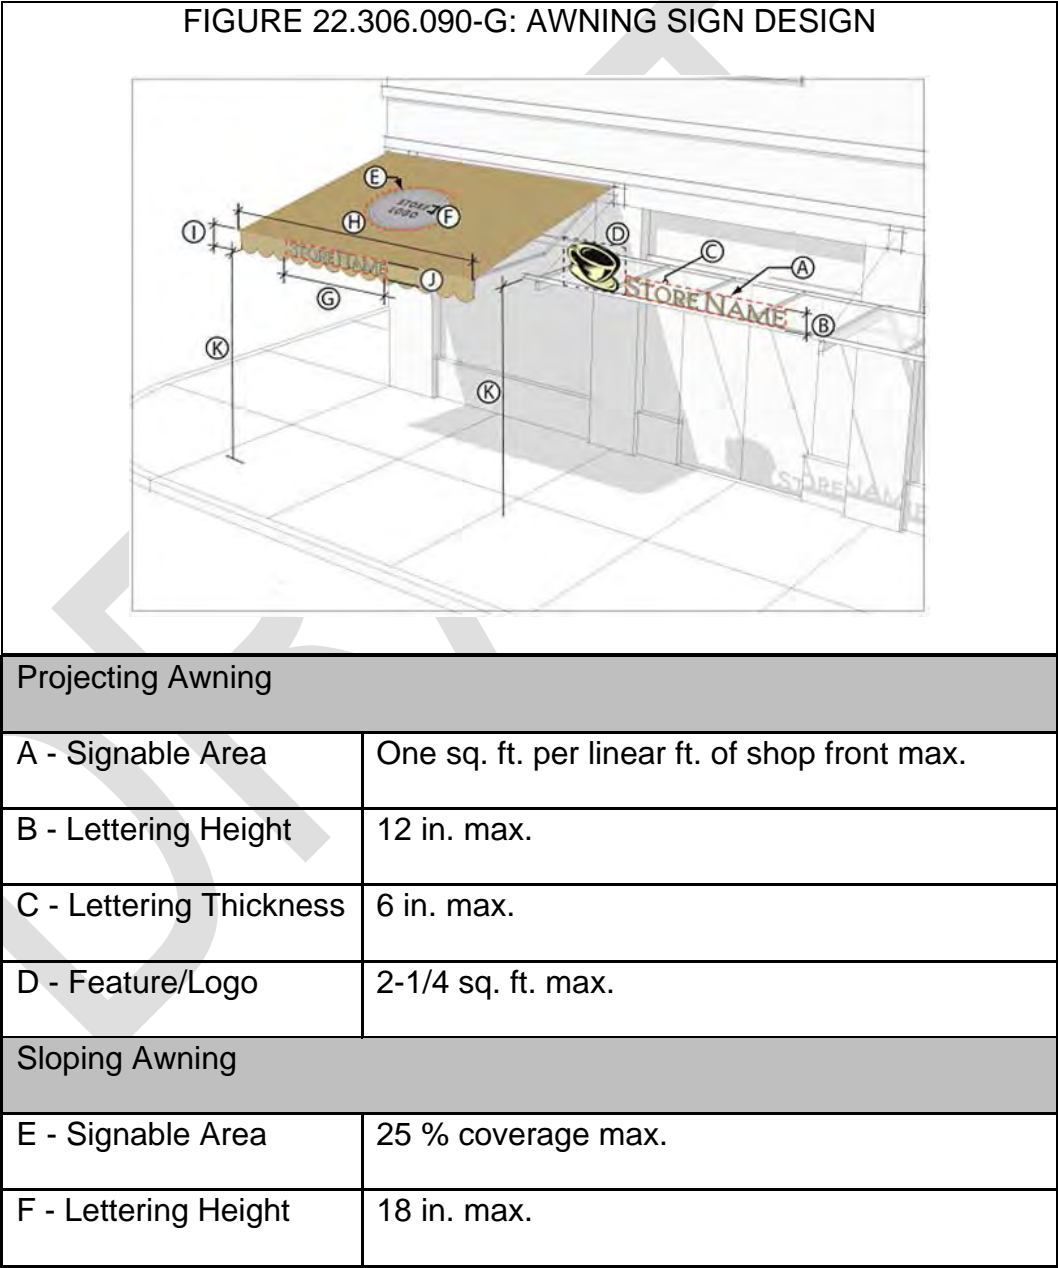 FIGURE 22.306.090-G: AWNING SIGN DESIGN
E
STORE
LOGO
F
H
I
D
C
STORE NAME
J
A
G
STORE NAME
B
K
K
STORE NAME
Projecting Awning
A - Signable Area One sq. ft. per linear ft. of shop front max.
B - Lettering Height 12 in. max.
C - Lettering Thickness 6 in. max.
D - Feature/Logo 2-1/4 sq. ft. max.
Sloping Awning
E - Signable Area 25 % coverage max.
F - Lettering Height 18 in. max.
DRAFT